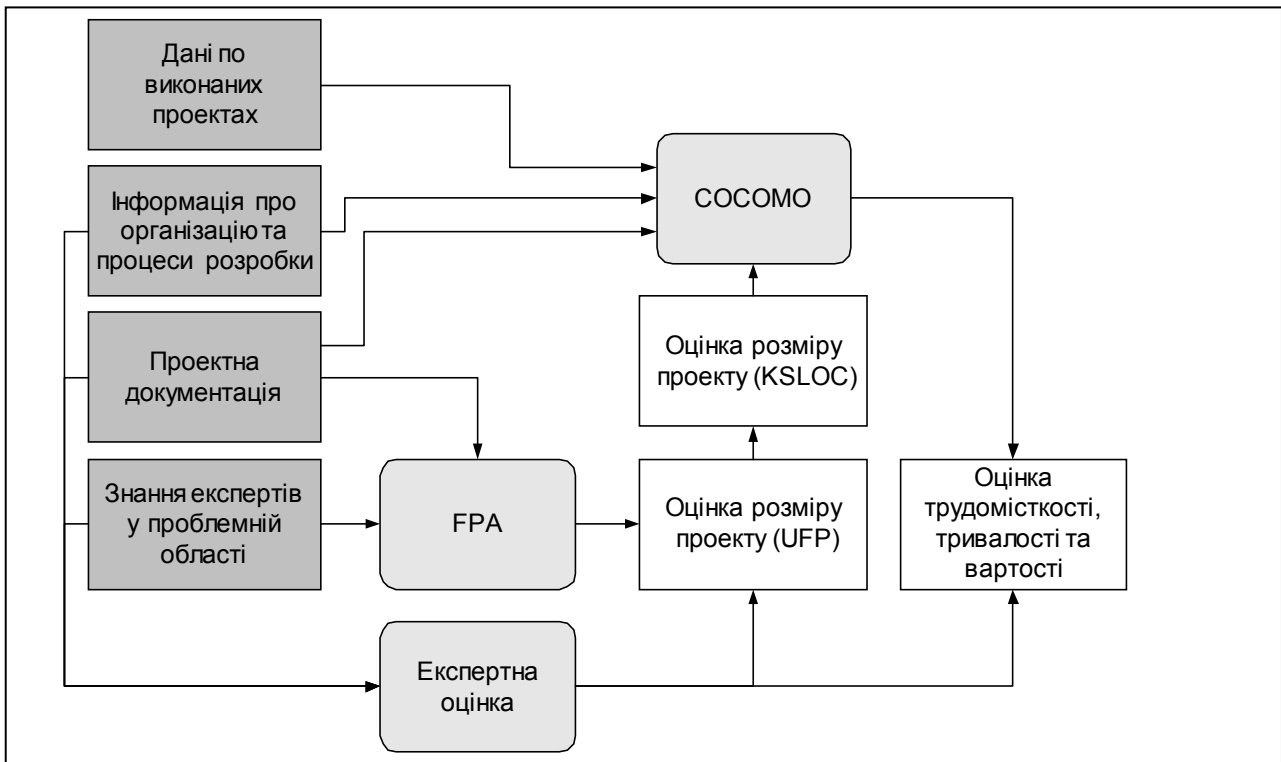 Дані по
виконаних
проектах
Інформація про
організацію та
процеси розробки
COCOMO
Проектна
документація
Оцінка розміру
проекту (KSLOC)
Знання експертів
у проблемній
області
FPA
Оцінка розміру
проекту (UFP)
Оцінка
трудомісткості,
тривалості та
вартості
Експертна
оцінка